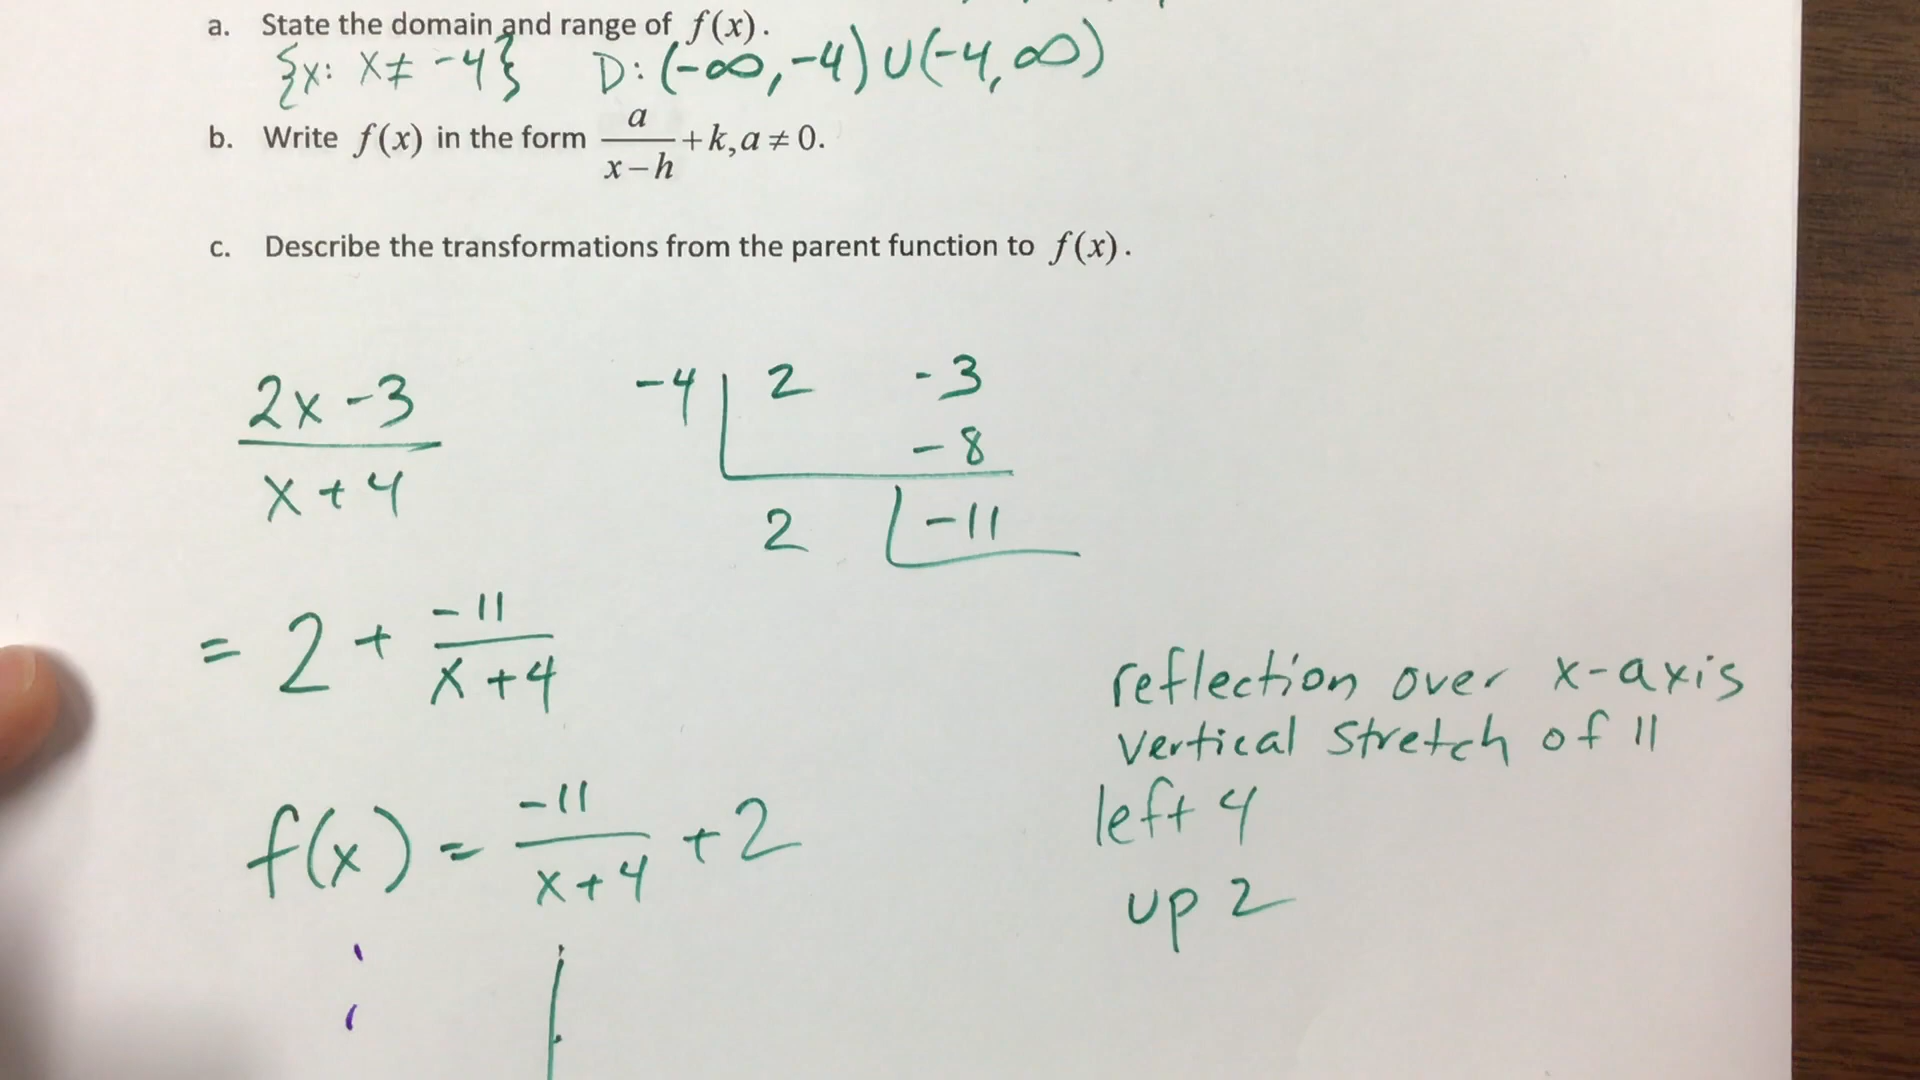 a. State the domain and range of f(x).
{x: x ≠ -4} D: (-∞, -4) ∪ (-4, ∞)
b. Write f(x) in the form a/(x-h) + k, a ≠ 0.
c. Describe the transformations from the parent function to f(x).
2x - 3
x + 4
-4 2 -3
-8
2 -11
= 2 + -11/(x+4)
f(x) = -11/(x+4) + 2
reflection over x-axis
vertical stretch of 11
left 4
up 2